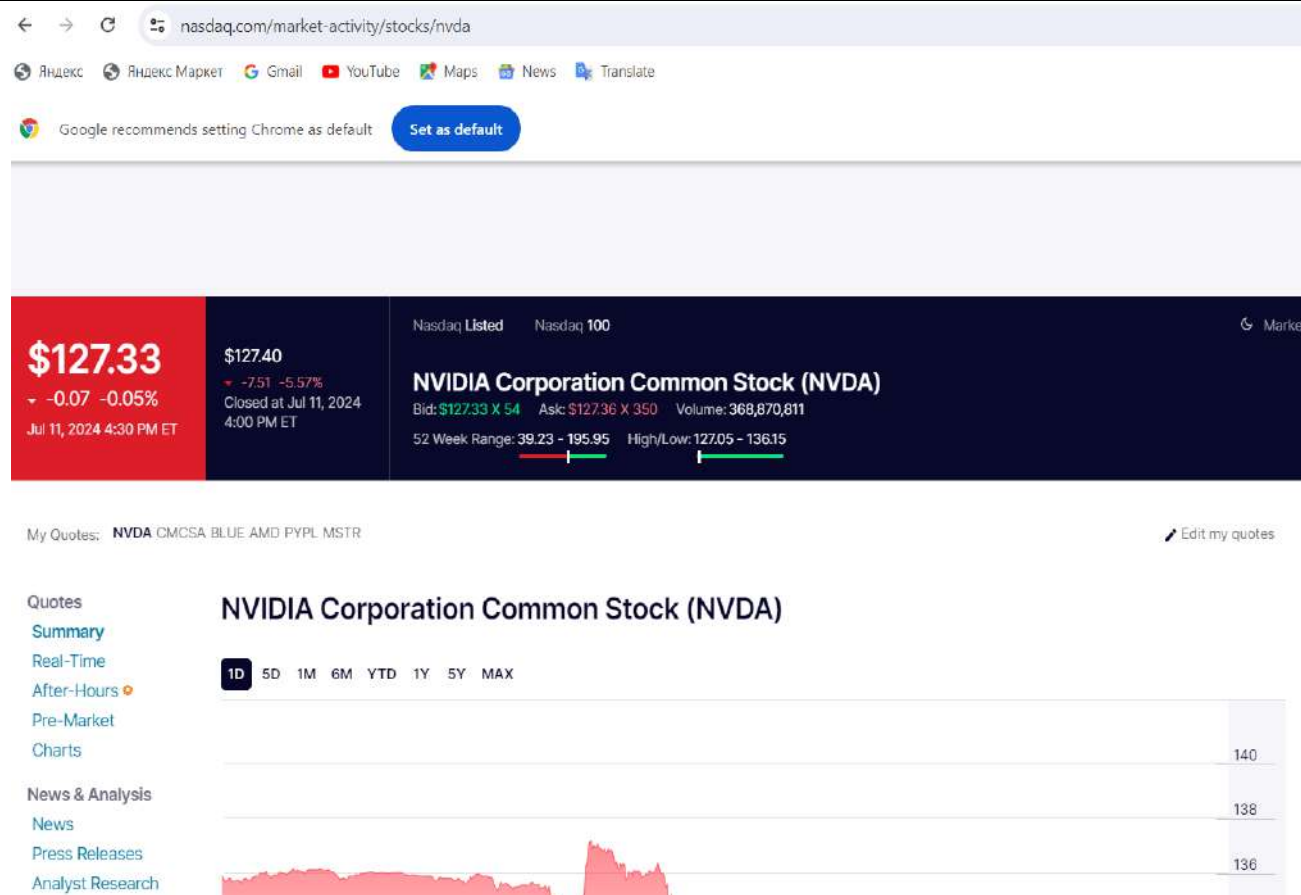 nasdaq.com/market-activity/stocks/nvda
Яндекс Яндекс Маркет Gmail YouTube Maps News Translate
Google recommends setting Chrome as default Set as default
Nasdaq Listed Nasdaq 100 Marke
$127.33
-0.07 -0.05%
Jul 11, 2024 4:30 PM ET
$127.40
-7.51 -5.57%
Closed at Jul 11, 2024
4:00 PM ET
NVIDIA Corporation Common Stock (NVDA)
Bid: $127.33 X 54 Ask: $127.36 X 350 Volume: 368,870,811
52 Week Range: 39.23 - 195.95 High/Low: 127.05 - 136.15
My Quotes: NVDA CMCSA BLUE AMD PYPL MSTR Edit my quotes
Quotes
Summary
Real-Time
After-Hours
Pre-Market
Charts
News & Analysis
News
Press Releases
Analyst Research
NVIDIA Corporation Common Stock (NVDA)
1D 5D 1M 6M YTD 1Y 5Y MAX
140
138
136